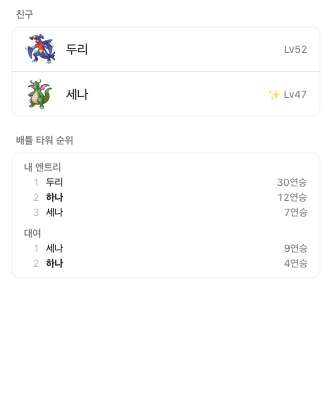 친구
두리 Lv52
세나 ✨ Lv47
배틀 타워 순위
내 엔트리
1 두리 30연승
2 하나 12연승
3 세나 7연승
대여
1 세나 9연승
2 하나 4연승